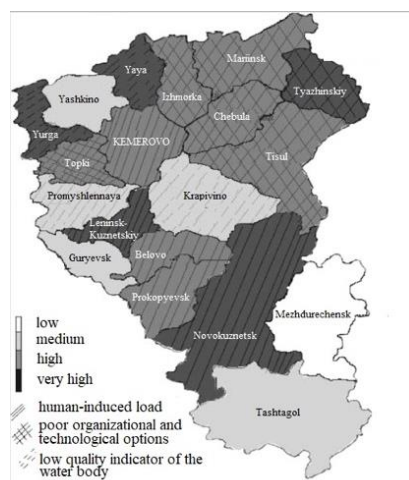 Mariinsk
Yaya
Izhmorka
Tyazhinskiy
Yashkino
Chebula
Yurga
KEMEROVO
Tisul
Topki
Promyshlennaya
Krapivino
Leninsk-
Kuznetskiy
Guryevsk
Belovo
Prokopyevsk
Mezhdurechensk
Novokuznetsk
Tashtagol
low
medium
high
very high
human-induced load
poor organizational and
technological options
low quality indicator of the
water body